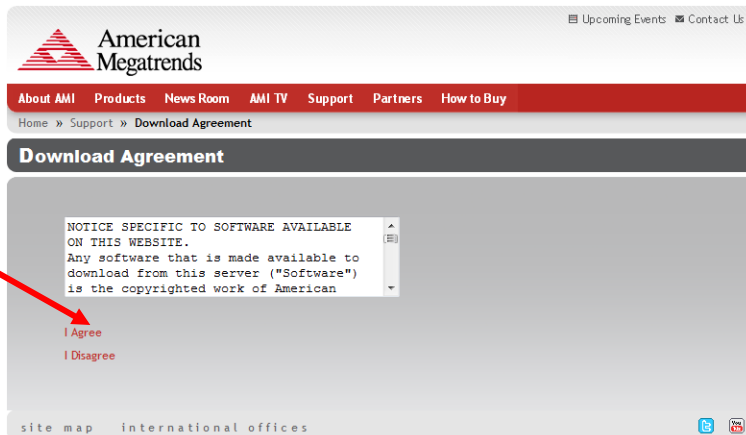 Upcoming Events Contact Us
American
Megatrends
About AMI Products News Room AMI TV Support Partners How to Buy
Home » Support » Download Agreement
Download Agreement
NOTICE SPECIFIC TO SOFTWARE AVAILABLE
ON THIS WEBSITE.
Any software that is made available to
download from this server ("Software")
is the copyrighted work of American
I Agree
I Disagree
site map international offices
You